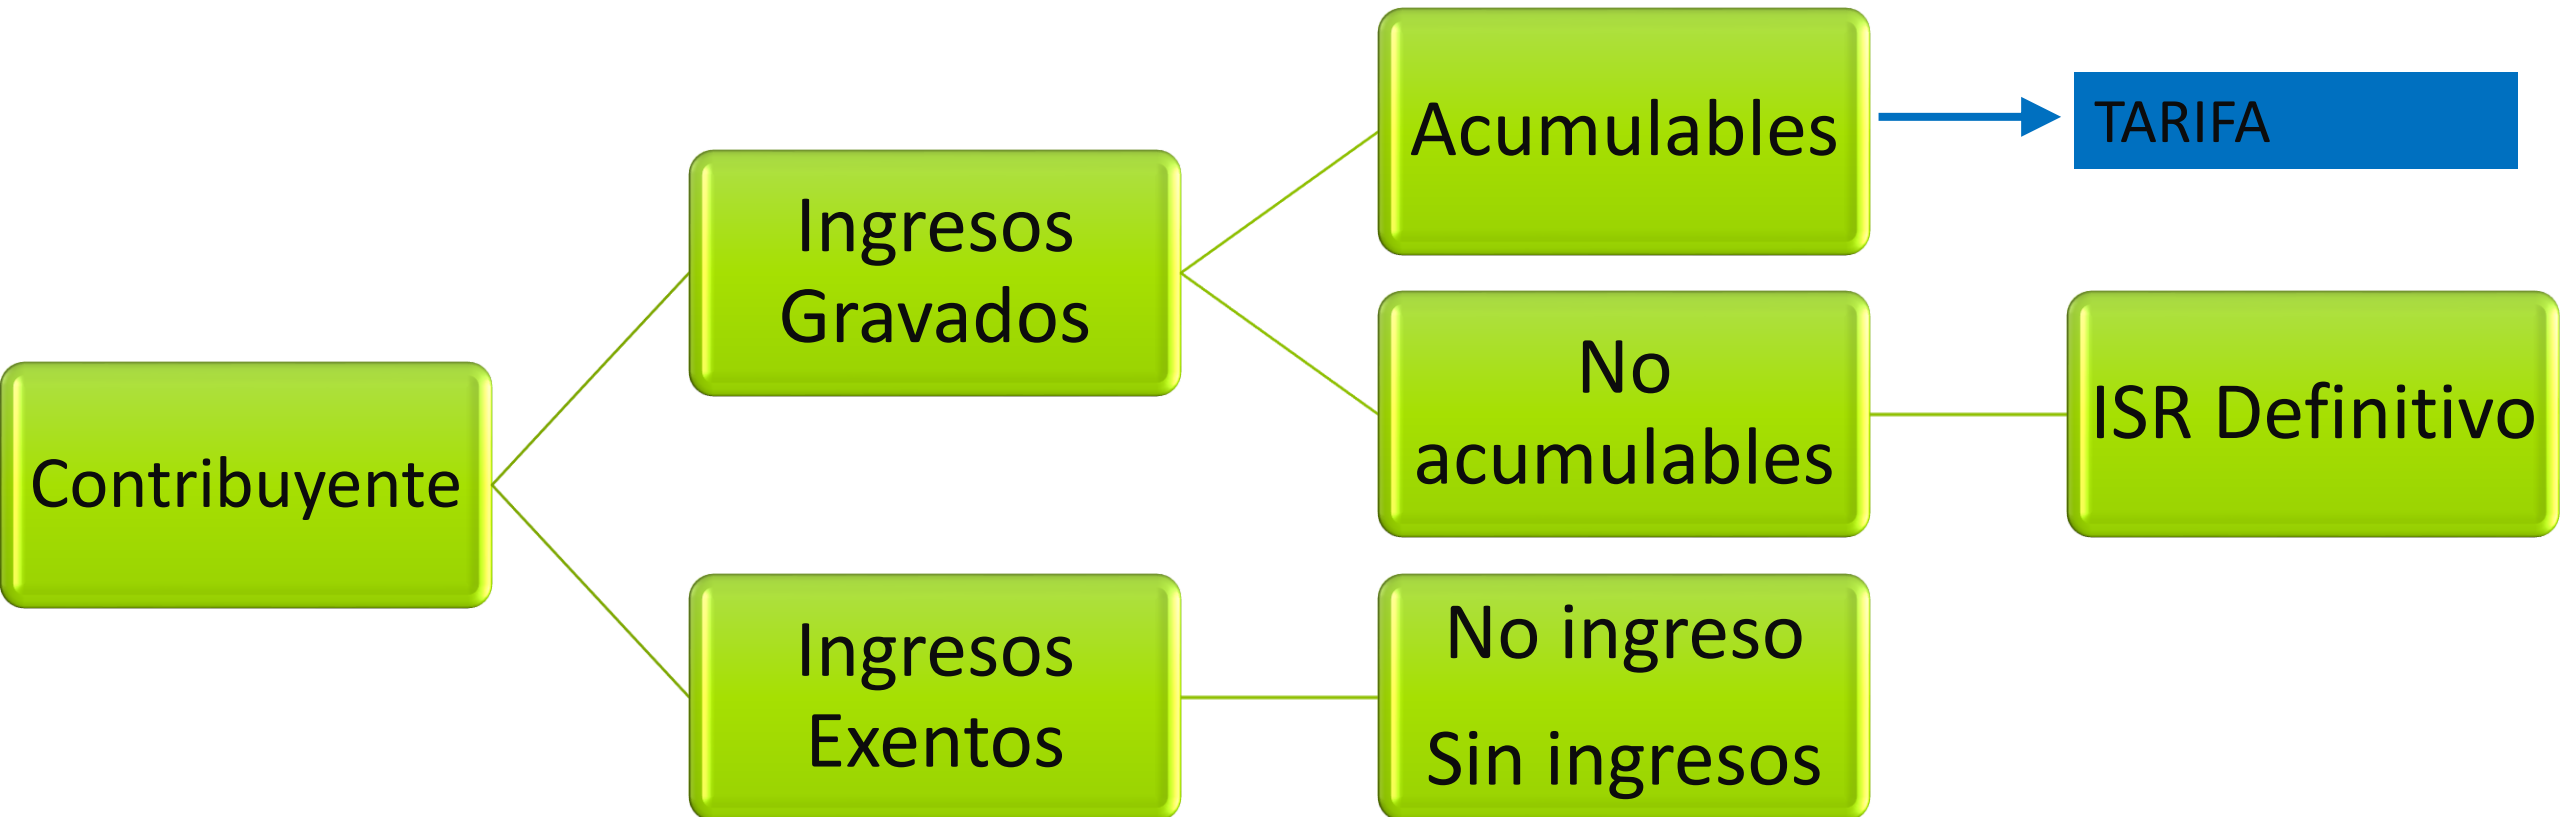 Contribuyente
Ingresos
Gravados
Acumulables
TARIFA
No
acumulables
ISR Definitivo
Ingresos
Exentos
No ingreso
Sin ingresos